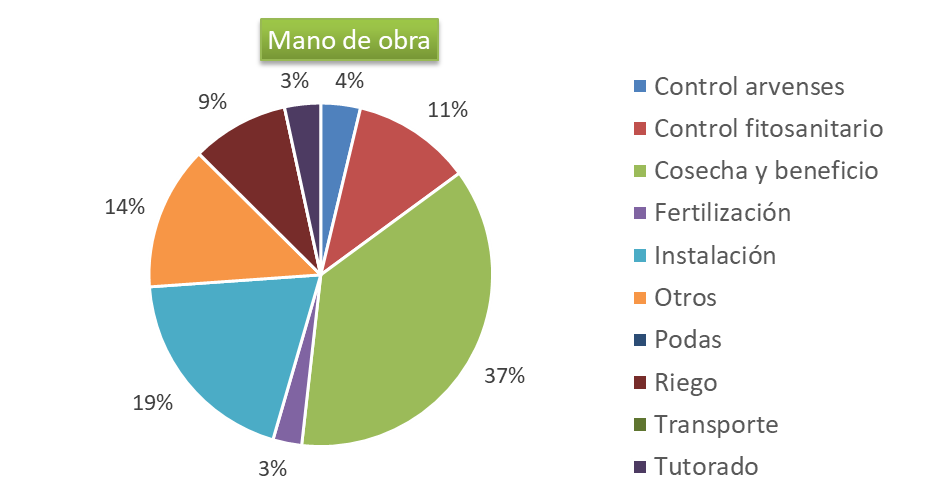 Mano de obra
3%
4%
9%
11%
14%
37%
19%
3%
Control arvenses
Control fitosanitario
Cosecha y beneficio
Fertilización
Instalación
Otros
Podas
Riego
Transporte
Tutorado